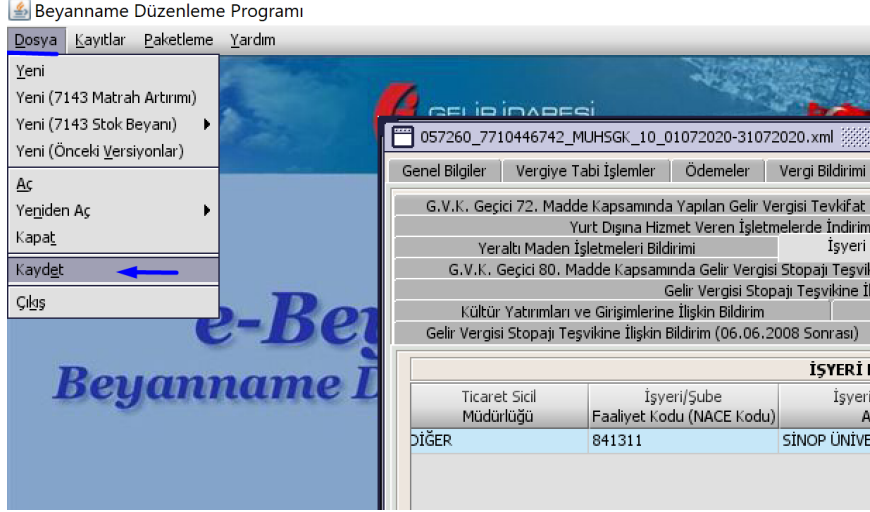 Beyanname Düzenleme Programı
Dosya Kayıtlar Paketleme Yardım
Yeni
Yeni (7143 Matrah Artırımı)
Yeni (7143 Stok Beyanı)
Yeni (Önceki Versiyonlar)
Aç
Yeniden Aç
Kapat
Kaydet
Çıkış
GELİR İDARESİ
e-Bey
Beyanname D
057260_7710446742_MUHSGK_10_01072020-31072020.xml
Genel Bilgiler Vergiye Tabi İşlemler Ödemeler Vergi Bildirimi
G.V.K. Geçici 72. Madde Kapsamında Yapılan Gelir Vergisi Tevkifat
Yurt Dışına Hizmet Veren İşletmelerde İndirim
Yeraltı Maden İşletmeleri Bildirimi İşyeri
G.V.K. Geçici 80. Madde Kapsamında Gelir Vergisi Stopajı Teşvik
Gelir Vergisi Stopajı Teşvikine İl
Kültür Yatırımları ve Girişimlerine İlişkin Bildirim
Gelir Vergisi Stopajı Teşvikine İlişkin Bildirim (06.06.2008 Sonrası)
İŞYERİ
Ticaret Sicil İşyeri/Şube İşyeri
Müdürlüğü Faaliyet Kodu (NACE Kodu) A
DİĞER 841311 SİNOP ÜNİVE